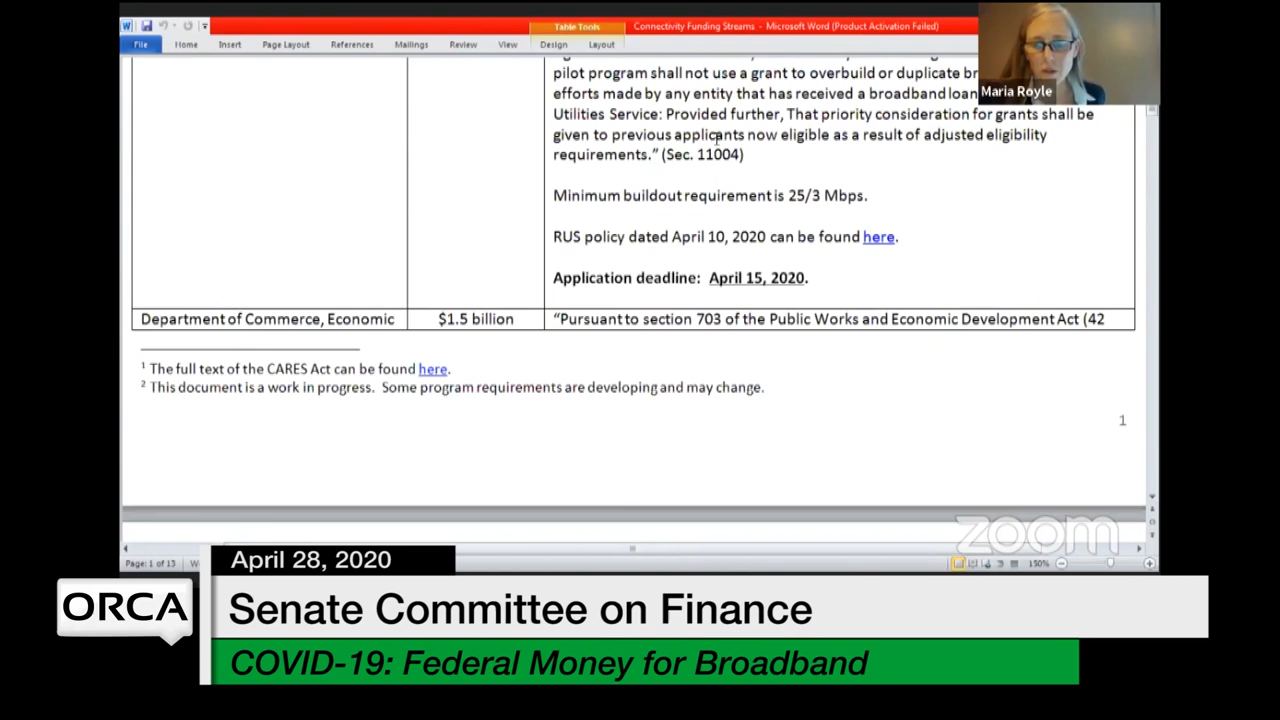 Table Tools
Connectivity Funding Streams - Microsoft Word (Product Activation Failed)
File Home Insert Page Layout References Mailings Review View Design Layout
Maria Royle
pilot program shall not use a grant to overbuild or duplicate
efforts made by any entity that has received a broadband loan
Utilities Service: Provided further, That priority consideration for grants shall be
given to previous applicants now eligible as a result of adjusted eligibility
requirements.” (Sec. 11004)
Minimum buildout requirement is 25/3 Mbps.
RUS policy dated April 10, 2020 can be found here.
Application deadline: April 15, 2020.
Department of Commerce, Economic $1.5 billion “Pursuant to section 703 of the Public Works and Economic Development Act (42
1 The full text of the CARES Act can be found here.
2 This document is a work in progress. Some program requirements are developing and may change.
1
zoom
Page: 1 of 13 150%
April 28, 2020
ORCA
Senate Committee on Finance
COVID-19: Federal Money for Broadband